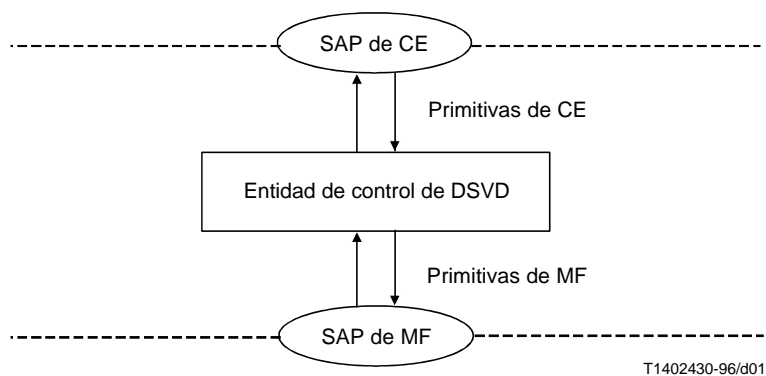 SAP de CE
Primitivas de CE
Entidad de control de DSVD
Primitivas de MF
SAP de MF
T1402430-96/d01